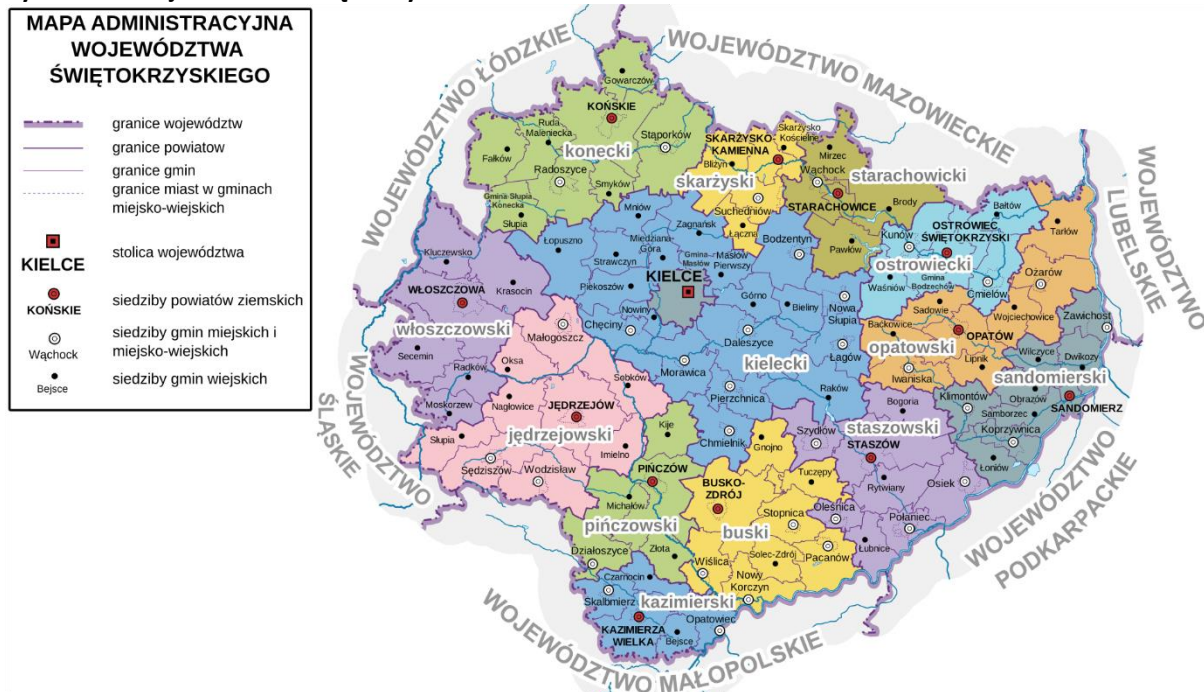 MAPA ADMINISTRACYJNA
WOJEWÓDZTWA
ŚWIĘTOKRZYSKIEGO
granice województw
granice powiatow
granice gmin
granice miast w gminach
miejsko-wiejskich
stolica województwa
KIELCE
siedziby powiatów ziemskich
KOŃSKIE
siedziby gmin miejskich i
miejsko-wiejskich
Wąchock
siedziby gmin wiejskich
Bejsce
WOJEWÓDZTWO ŁÓDZKIE
WOJEWÓDZTWO MAZOWIECKIE
WOJEWÓDZTWO
LUBELSKIE
WOJEWÓDZTWO
PODKARPACKIE
WOJEWÓDZTWO MAŁOPOLSKIE
WOJEWÓDZTWO
ŚLĄSKIE
Gowarczów
KOŃSKIE
Ruda
Maleniecka
Stąporków
konecki
Fałków
Radoszyce
Smyków
Gmina Słupia
Konecka
Słupia
SKARŻYSKO-
KAMIENNA
Skarżysko
Kościelne
Bliżyn
skarżyski
Suchedniów
Łączna
Mirzec
Wąchock
starachowicki
STARACHOWICE
Brody
Pawłów
Bałtów
Kunów
OSTROWIEC
ŚWIĘTOKRZYSKI
ostrowiecki
Waśniów
Gmina
Bodzechów
Ćmielów
Tarłów
Ożarów
Sadowie
Wojciechowice
Baćkowice
OPATÓW
opatowski
Lipnik
Iwaniska
Zawichost
Wilczyce
Dwikozy
sandomierski
Klimontów
Obrazów
SANDOMIERZ
Samborzec
Koprzywnica
Łoniów
Mniów
Zagnańsk
Bodzentyn
Łopuszno
Miedziana-
Góra
Gmina
Masłów
Masłów
Pierwszy
Strawczyn
KIELCE
Piekoszów
Górno
Bieliny
Nowa
Słupia
Nowiny
Chęciny
Daleszyce
Łagów
kielecki
Morawica
Pierzchnica
Raków
Chmielnik
Kluczewsko
WŁOSZCZOWA
Krasocin
włoszczowski
Secemin
Radków
Moskorzew
Małogoszcz
Oksa
Sobków
Nagłowice
JĘDRZEJÓW
Słupia
jędrzejowski
Imielno
Sędziszów
Wodzisław
Kije
PIŃCZÓW
Michałów
pińczowski
Działoszyce
Złota
Gnojno
BUSKO-
ZDRÓJ
Tuczępy
Stopnica
buski
Solec-Zdrój
Pacanów
Wiślica
Nowy
Korczyn
Bogoria
Szydłów
staszowski
STASZÓW
Rytwiany
Osiek
Oleśnica
Połaniec
Łubnice
Czarnocin
Skalbmierz
kazimierski
Opatowiec
KAZIMIERZA
WIELKA
Bejsce